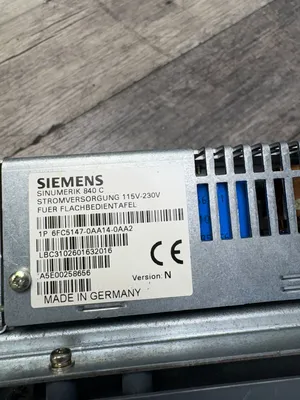 SIEMENS
SINUMERIK 840 C
STROMVERSORGUNG 115V-230V
FUER FLACHBEDIENTAFEL
1P 6FC5147-0AA14-0AA2
LBC3102601632016
A5E00258656
CE
Version: N
MADE IN GERMANY